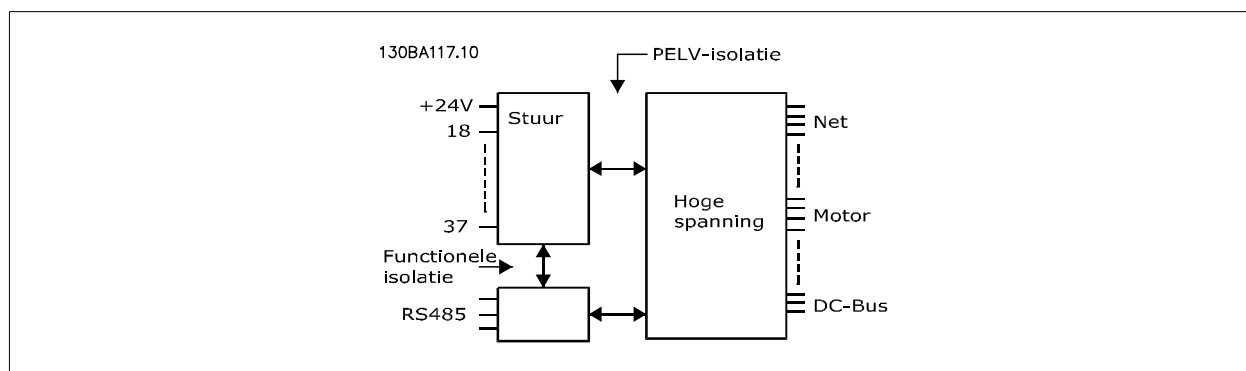 130BA117.10
PELV-isolatie
+24V
Stuur
18
Net
Hoge
spanning
Motor
37
Functionele
isolatie
RS485
DC-Bus